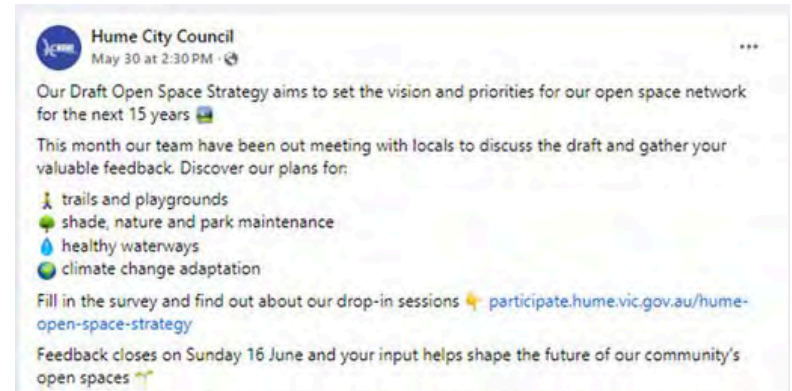 Hume City Council
May 30 at 2:30 PM ·
Our Draft Open Space Strategy aims to set the vision and priorities for our open space network
for the next 15 years
This month our team have been out meeting with locals to discuss the draft and gather your
valuable feedback. Discover our plans for:
trails and playgrounds
shade, nature and park maintenance
healthy waterways
climate change adaptation
Fill in the survey and find out about our drop-in sessions 👇 participate.hume.vic.gov.au/hume-
open-space-strategy
Feedback closes on Sunday 16 June and your input helps shape the future of our community's
open spaces